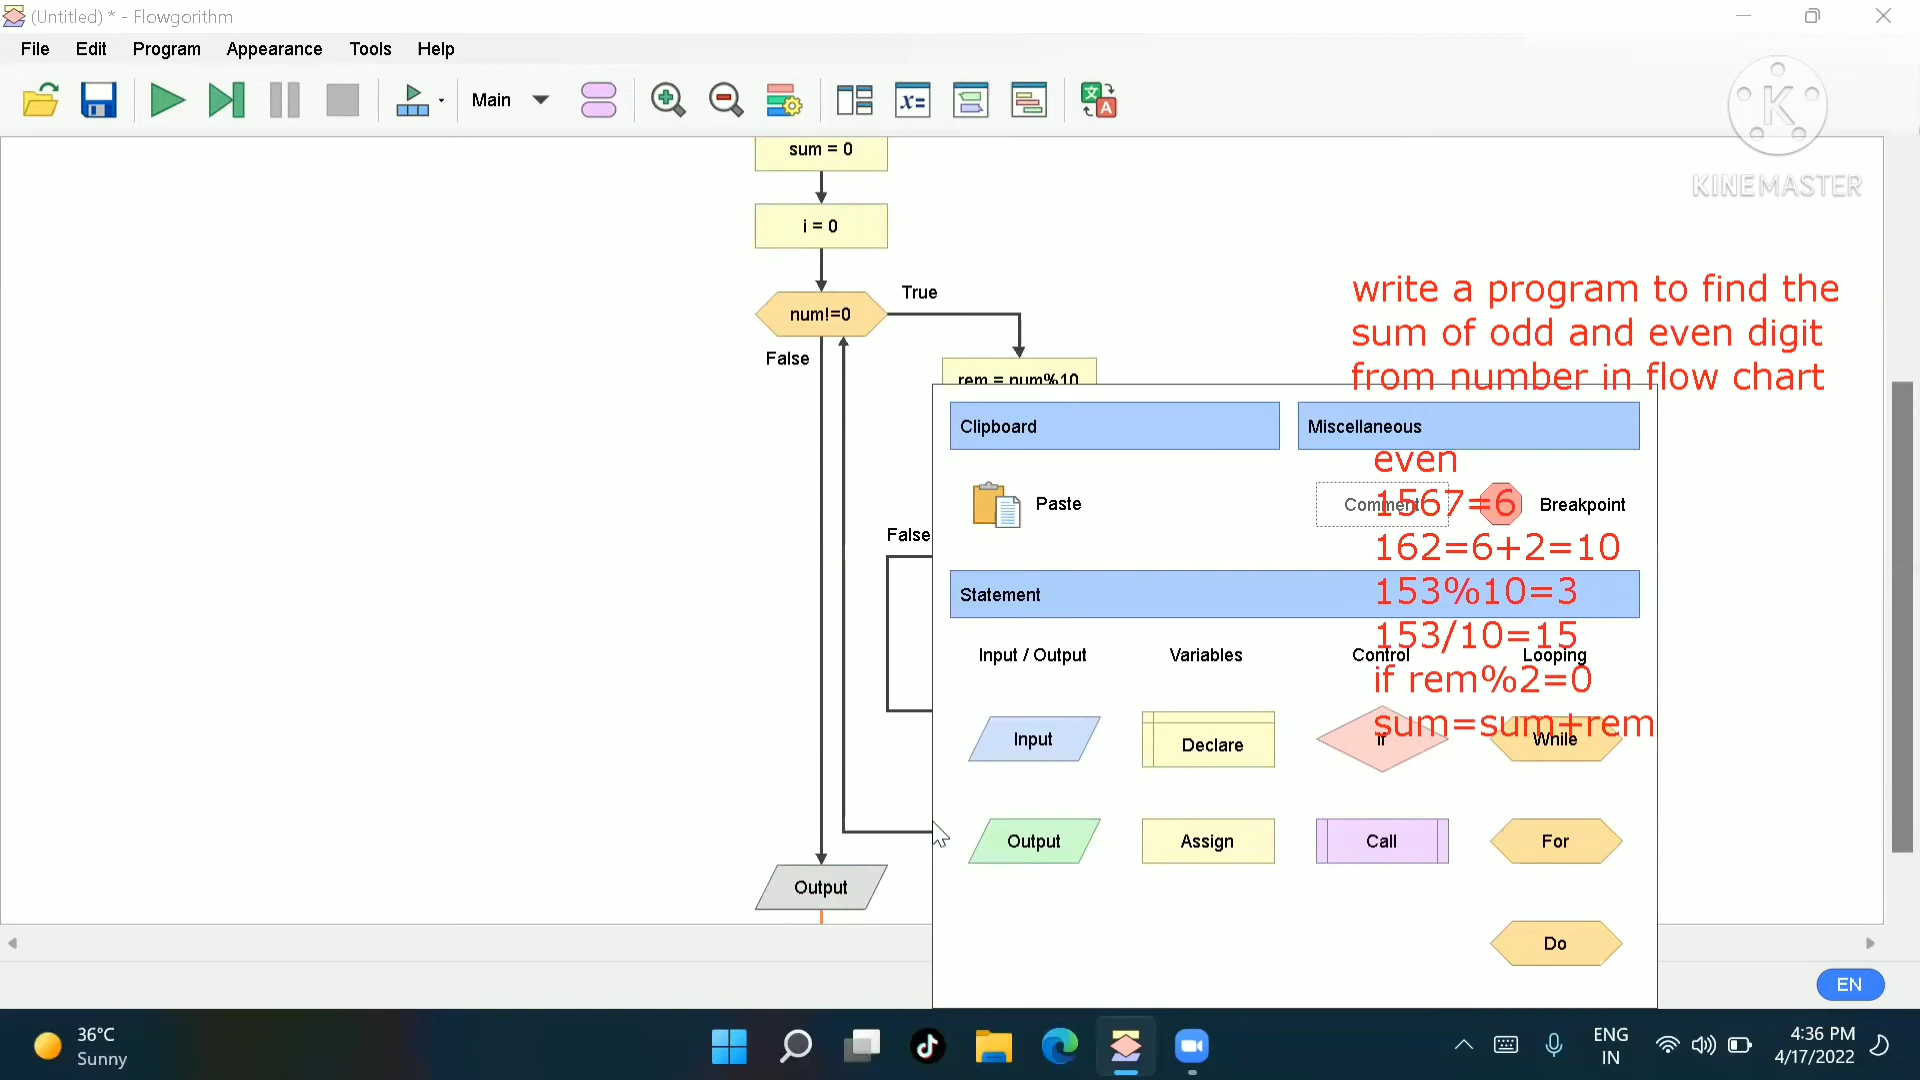 (Untitled) * - Flowgorithm
File Edit Program Appearance Tools Help
Main
KINEMASTER
sum = 0
i = 0
num!=0
True
False
rem = num%10
write a program to find the
sum of odd and even digit
from number in flow chart
Clipboard
Miscellaneous
even
Paste
Comment
1567=6
Breakpoint
False
162=6+2=10
Statement
153%10=3
153/10=15
Input / Output
Variables
Control
Looping
if rem%2=0
sum=sum+rem
Input
Declare
If
While
Output
Assign
Call
For
Output
Do
EN
36°C
Sunny
ENG
IN
4:36 PM
4/17/2022